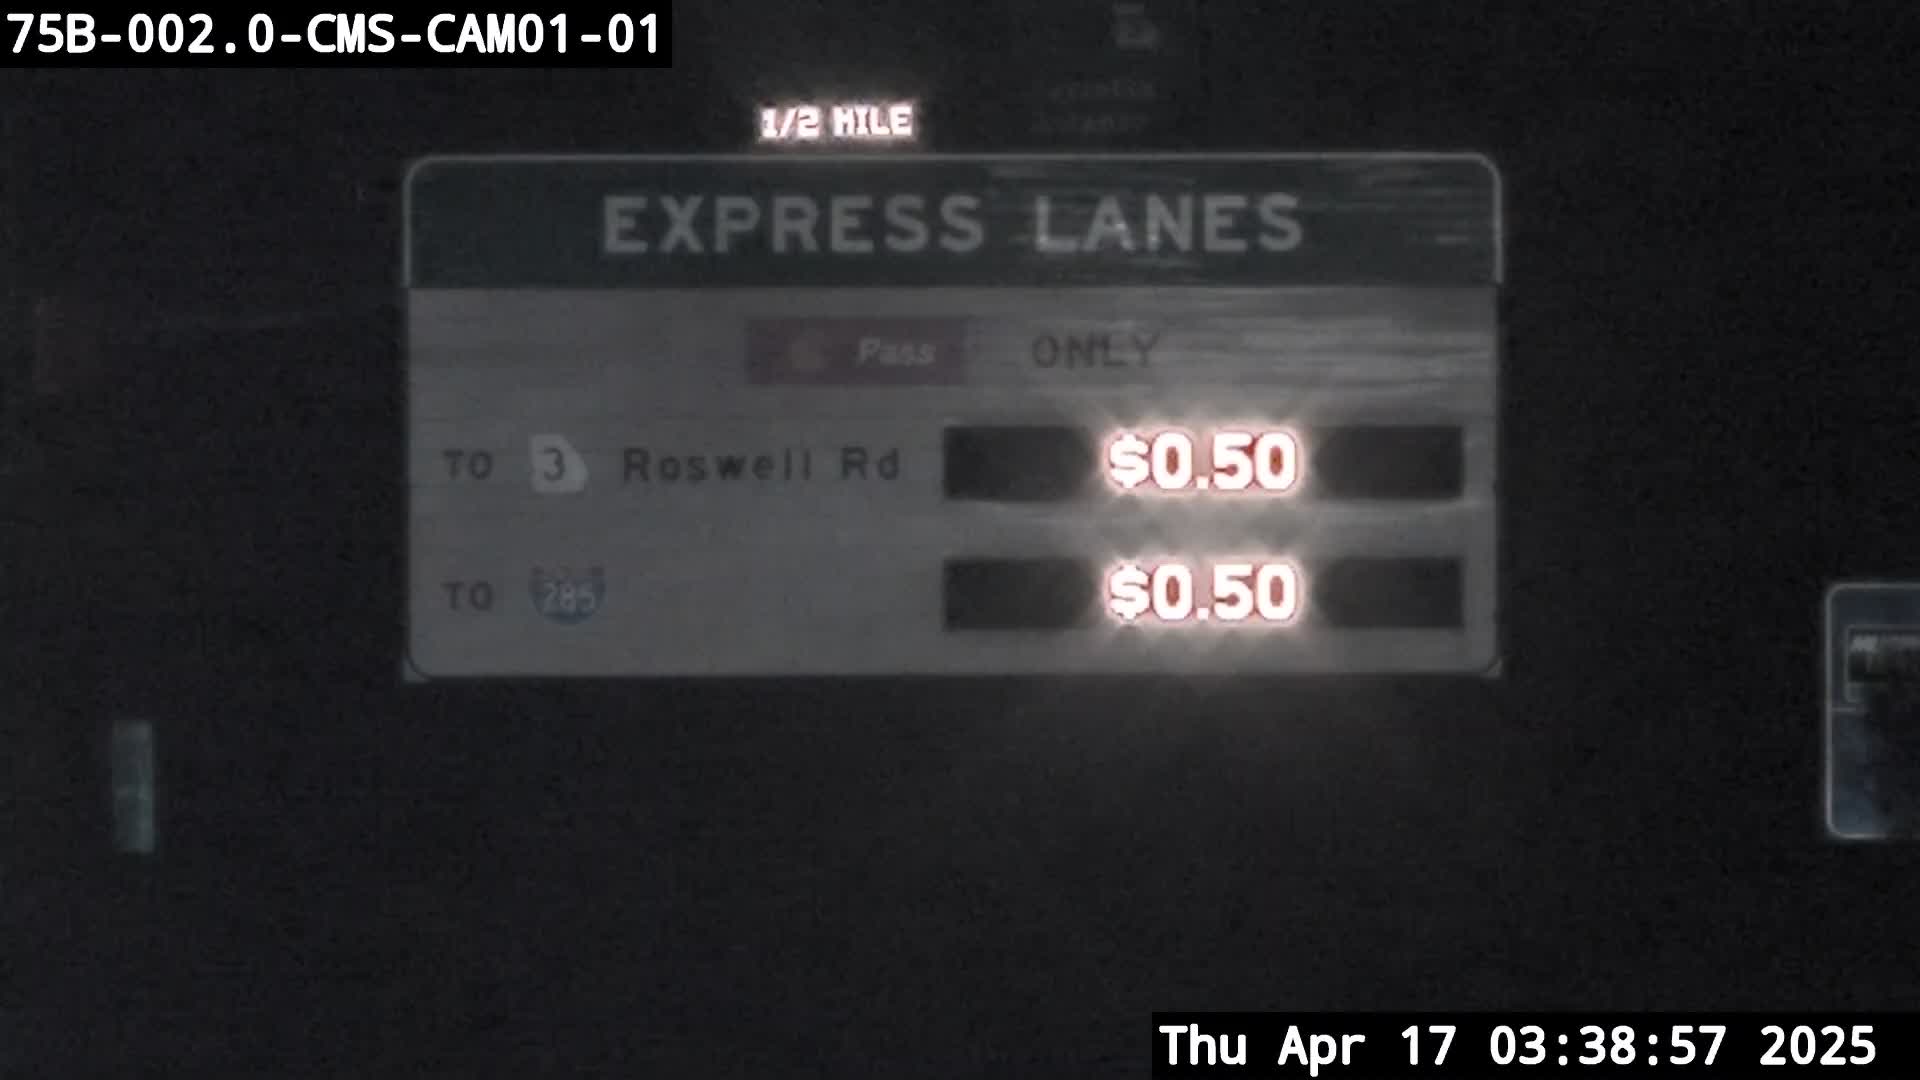 75B-002.0-CMS-CAM01-01
1/2 MILE
EXPRESS LANES
Pass ONLY
TO 3 Roswell Rd $0.50
TO 285 $0.50
Thu Apr 17 03:38:57 2025